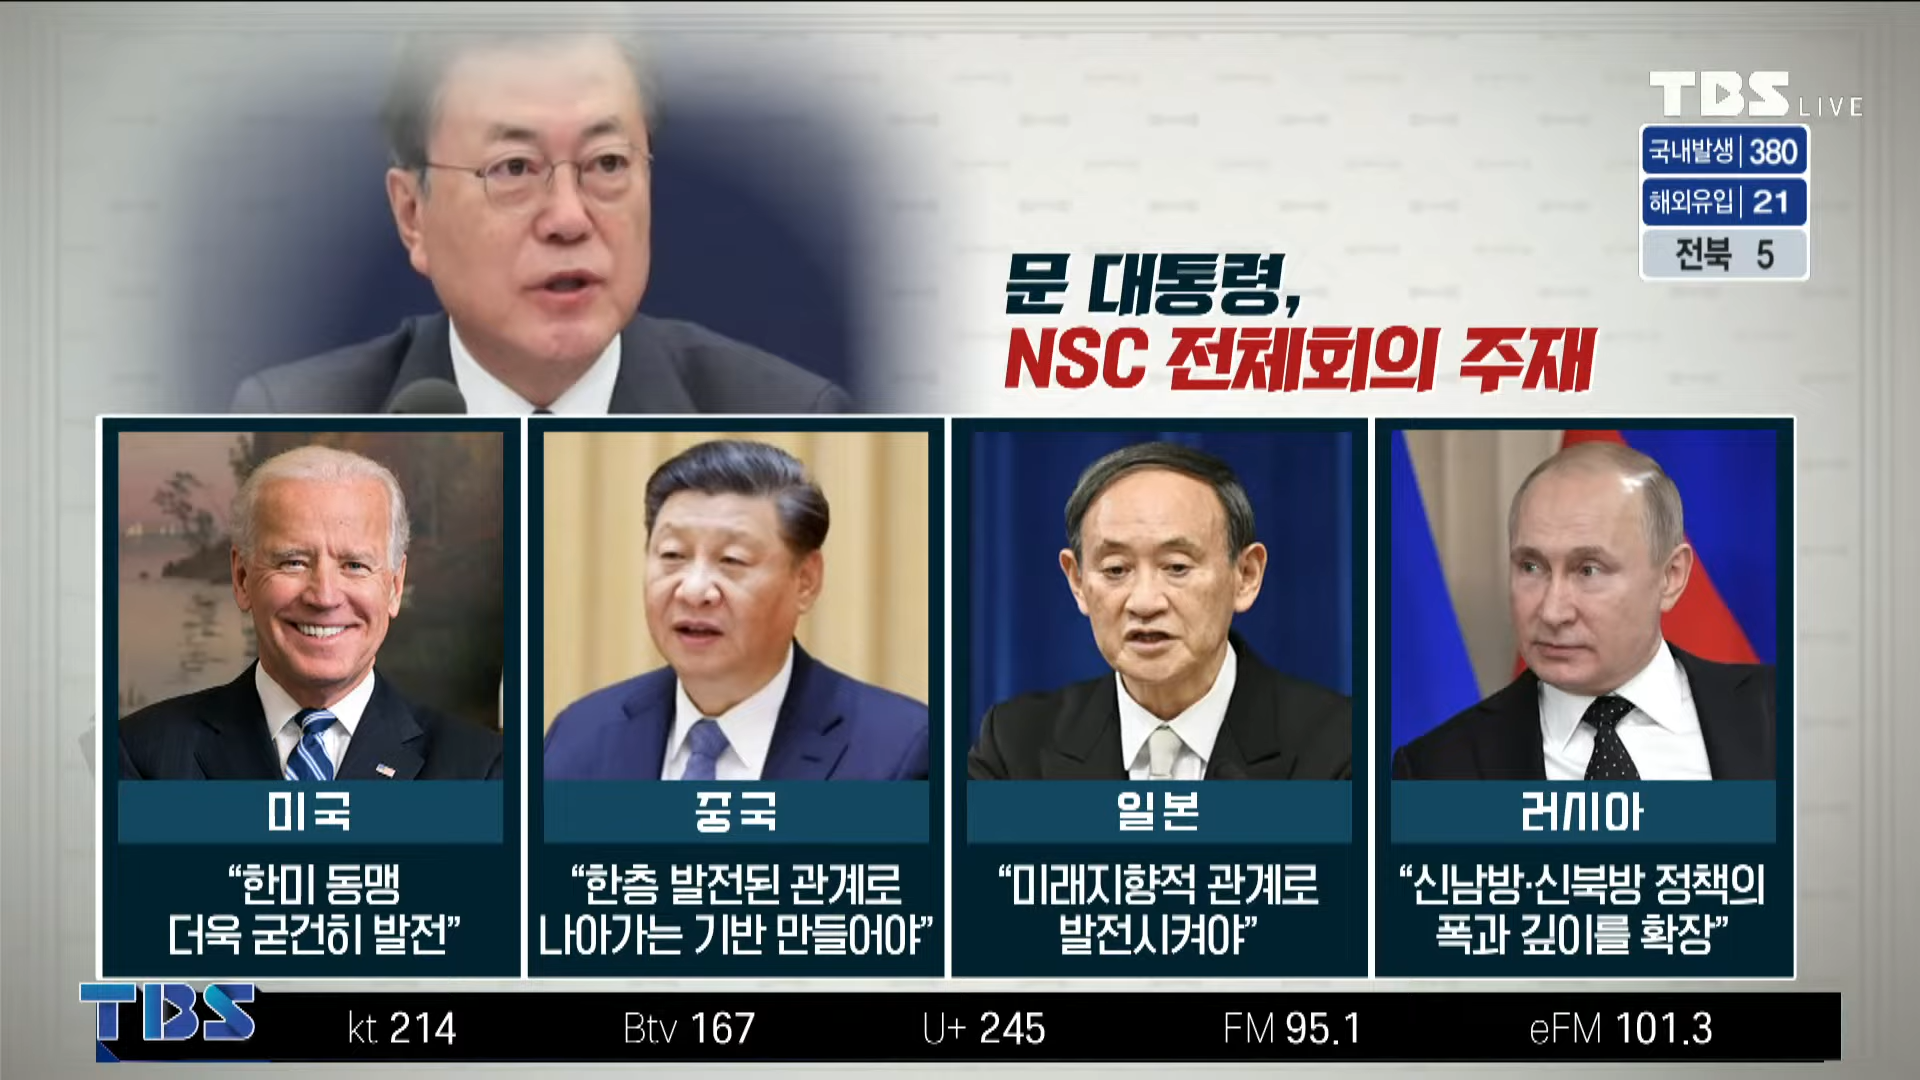 TBS LIVE
국내발생 380
해외유입 21
전북 5
문 대통령,
NSC 전체회의 주재
미국
“한미 동맹
더욱 굳건히 발전”
중국
“한층 발전된 관계로
나아가는 기반 만들어야”
일본
“미래지향적 관계로
발전시켜야”
러시아
“신남방·신북방 정책의
폭과 깊이를 확장”
TBS kt 214 Btv 167 U+ 245 FM 95.1 eFM 101.3